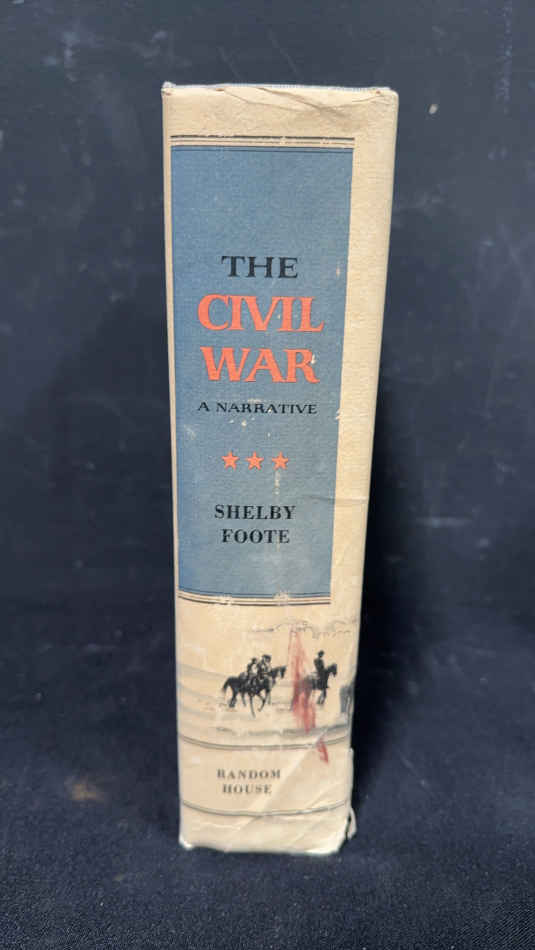 THE
CIVIL
WAR
A NARRATIVE
★★★
SHELBY
FOOTE
RANDOM
HOUSE